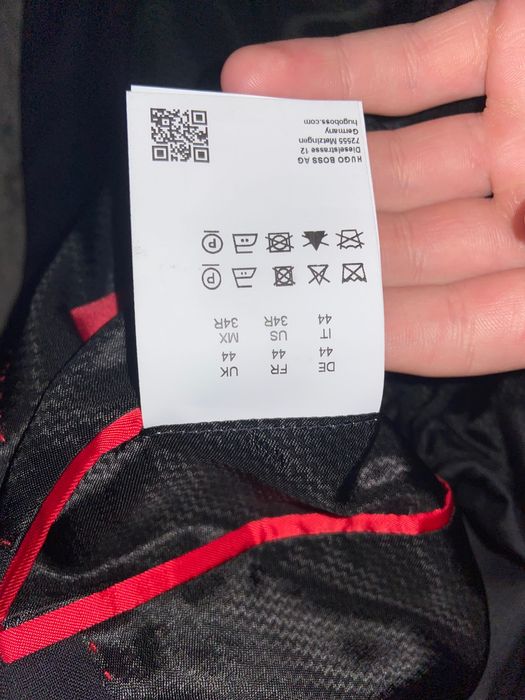 DE FR UK
44 44 44
IT US MX
44 34R 34R
P
P
HUGO BOSS AG
Dieselstrasse 12
72555 Metzingen
Germany
hugoboss.com